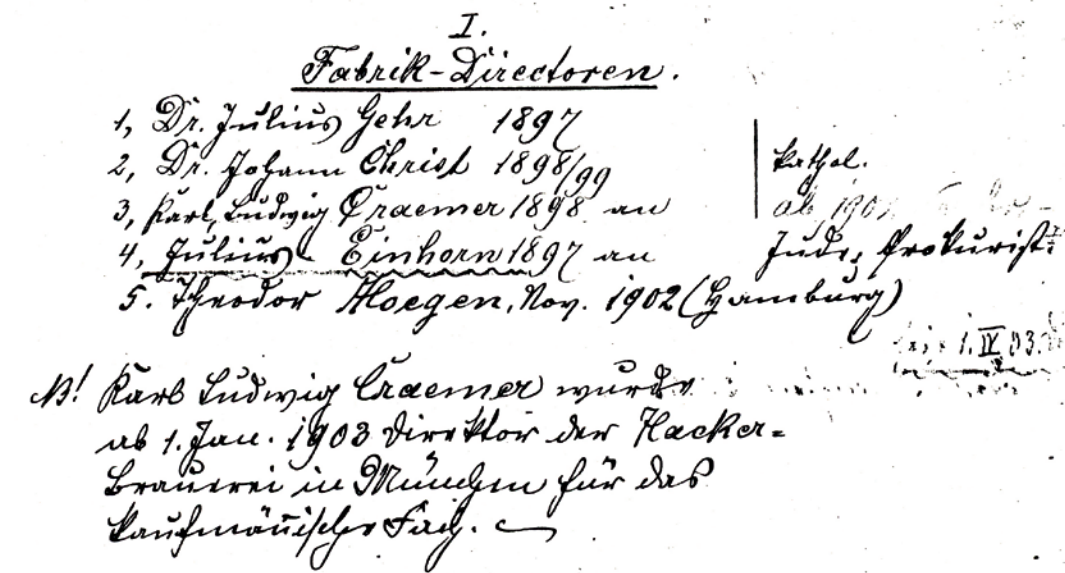 I.
Fabrik-Directoren.
1, Dr. Julius Gehr 1897
2, Dr. Johann Christ 1898/99
kathol.
3, Karl Ludwig Craemer 1898 an
ab 190
4, Julius Einhorn 1897 an
Jude, Prokurist
5. Theodor Hoegen, Nov. 1902 (Hamburg)
1. IV 03.
NB! Karl Ludwig Craemer wurde
ab 1. Jan. 1903 Direktor der Hacker-
Brauerei in München für das
kaufmänische Fach.